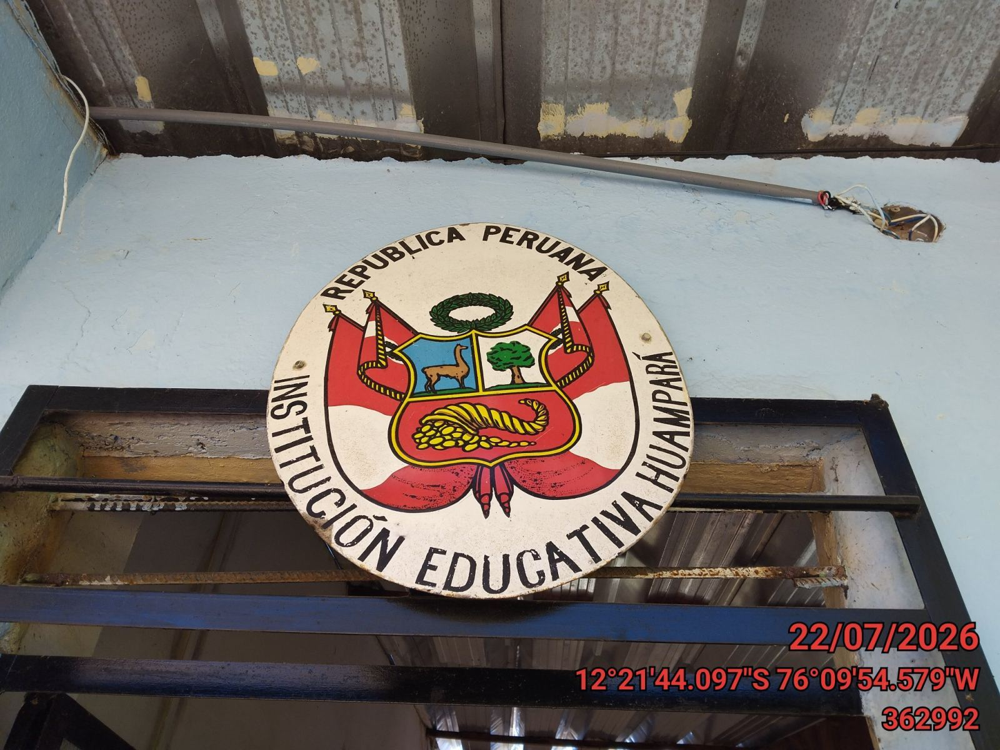 REPUBLICA PERUANA
INSTITUCIÓN EDUCATIVA HUAMPARÁ
22/07/2026
12°21'44.097"S 76°09'54.579"W
362992